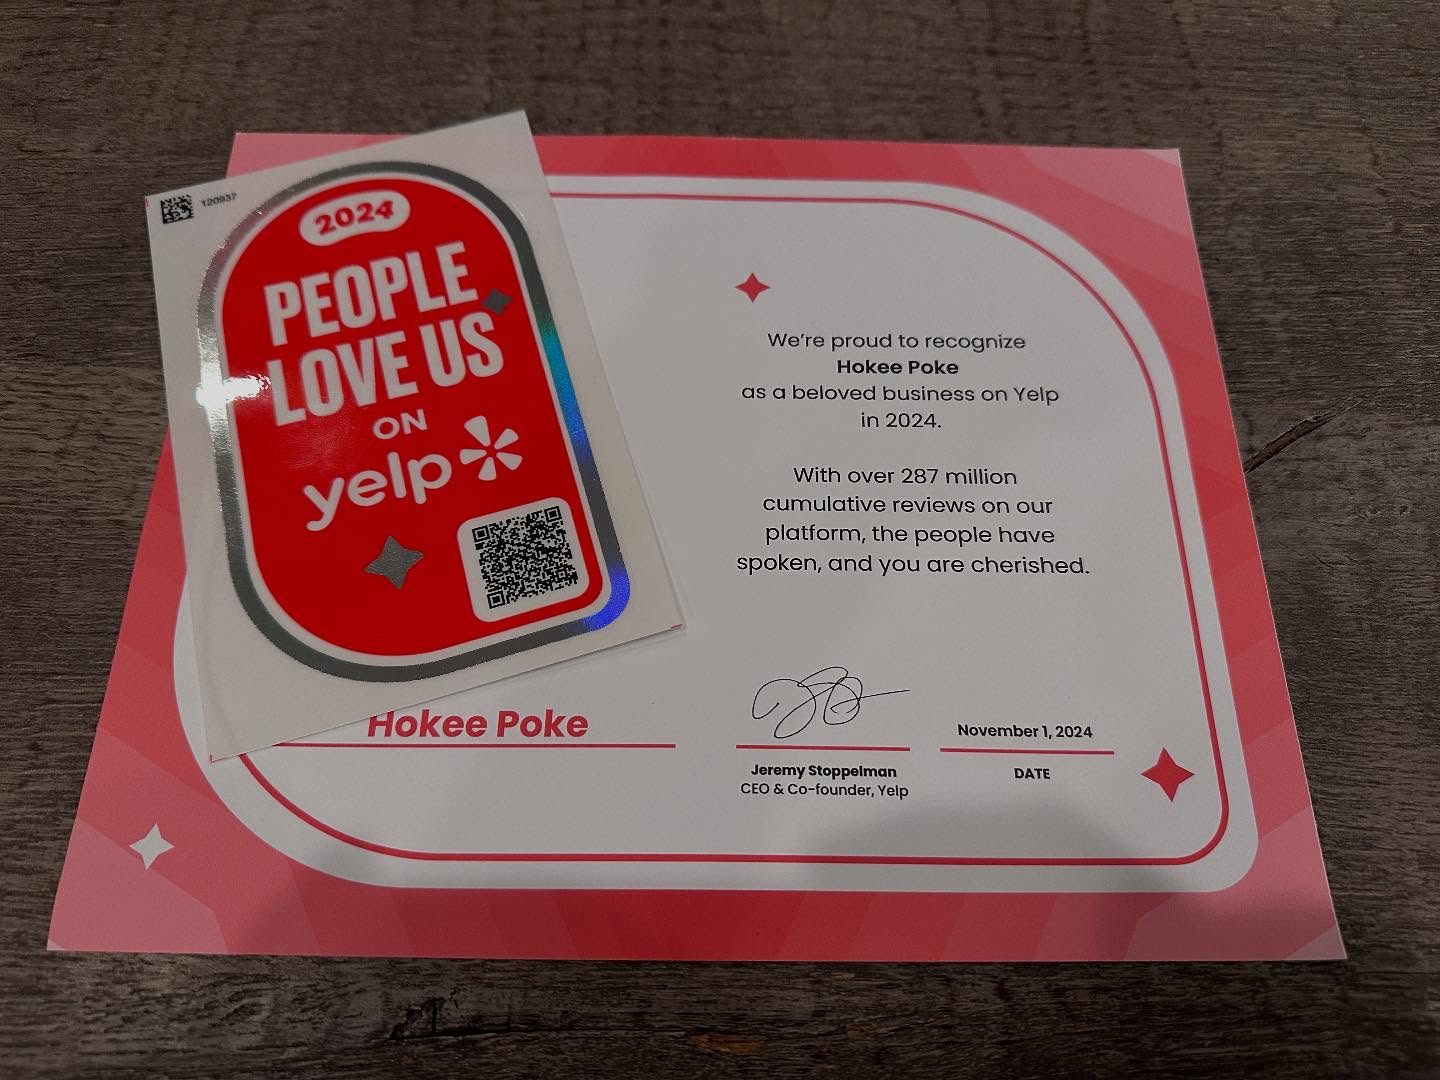 120937
2024
PEOPLE
LOVE US
ON
yelp
We're proud to recognize
Hokee Poke
as a beloved business on Yelp
in 2024.
With over 287 million
cumulative reviews on our
platform, the people have
spoken, and you are cherished.
Hokee Poke
Jeremy Stoppelman
CEO & Co-founder, Yelp
November 1, 2024
DATE